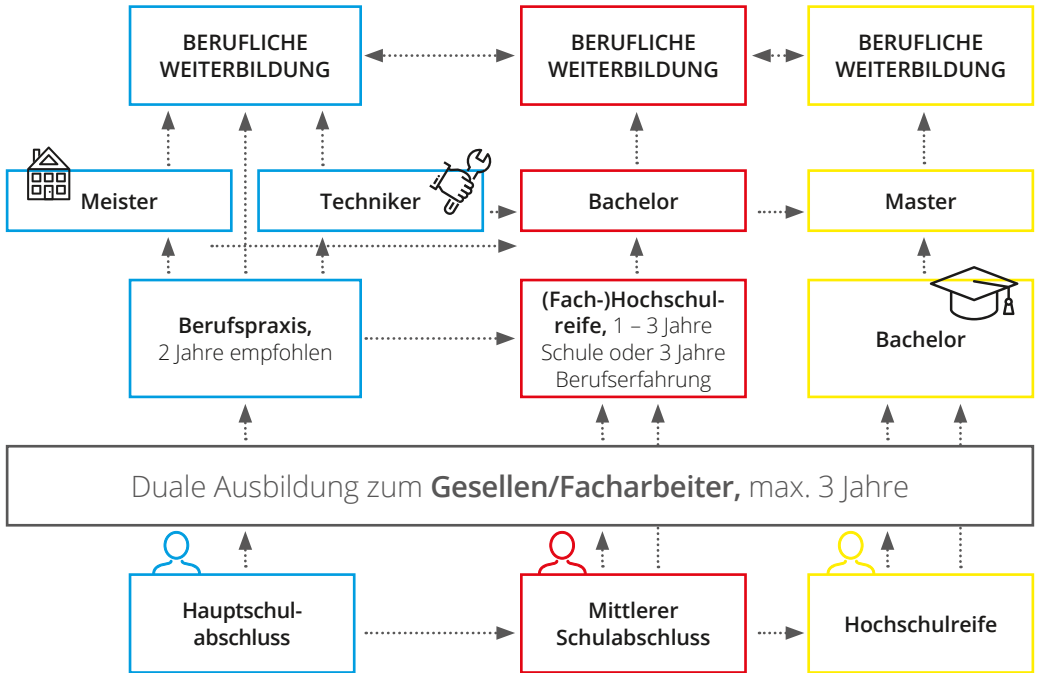 BERUFLICHE
WEITERBILDUNG
BERUFLICHE
WEITERBILDUNG
BERUFLICHE
WEITERBILDUNG
Meister
Techniker
Bachelor
Master
Berufspraxis,
2 Jahre empfohlen
(Fach-)Hochschul-
reife, 1 – 3 Jahre
Schule oder 3 Jahre
Berufserfahrung
Bachelor
Duale Ausbildung zum Gesellen/Facharbeiter, max. 3 Jahre
Hauptschul-
abschluss
Mittlerer
Schulabschluss
Hochschulreife